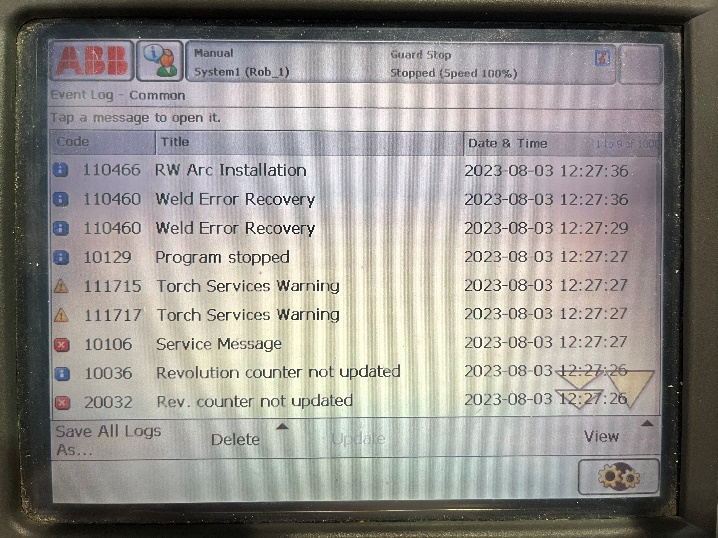 ABB
Manual Guard Stop
System1 (Rob_1) Stopped (Speed 100%)
Event Log - Common
Tap a message to open it.
Code Title Date & Time 1 to 9 of 1000
110466 RW Arc Installation 2023-08-03 12:27:36
110460 Weld Error Recovery 2023-08-03 12:27:36
110460 Weld Error Recovery 2023-08-03 12:27:29
10129 Program stopped 2023-08-03 12:27:27
111715 Torch Services Warning 2023-08-03 12:27:27
111717 Torch Services Warning 2023-08-03 12:27:27
10106 Service Message 2023-08-03 12:27:27
10036 Revolution counter not updated 2023-08-03 12:27:26
20032 Rev. counter not updated 2023-08-03 12:27:26
Save All Logs
As... Delete Update View